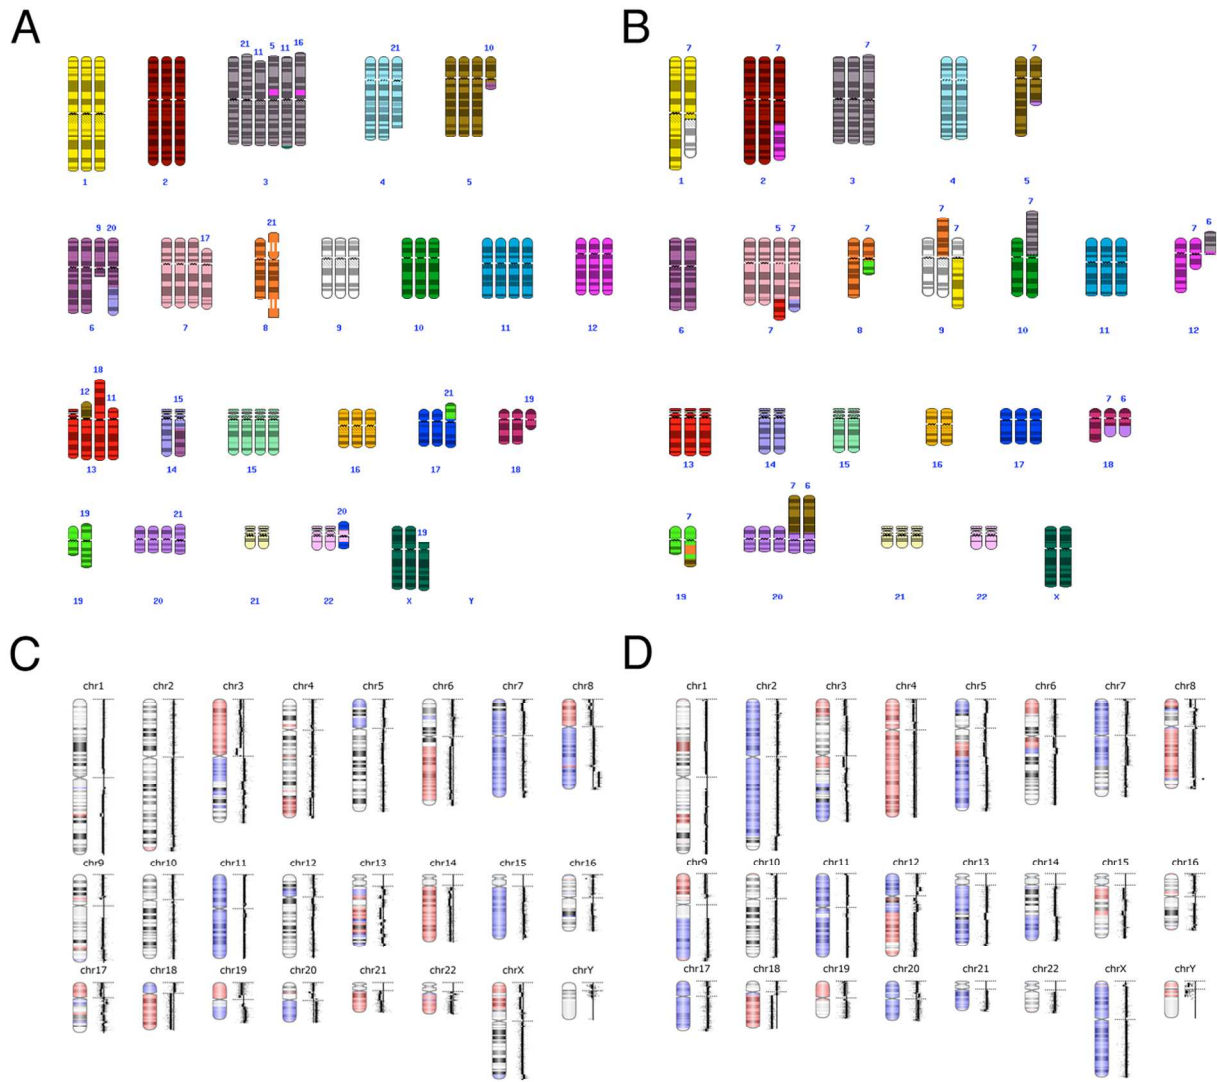 A
21 11 5 11 16 21 10
1 2 3 4 5
9 20 17 21
6 7 8 9 10 11 12
18
12 11 15 21 19
13 14 15 16 17 18
19 21 20 19
19 20 21 22 X Y
B
7 7 7 7
1 2 3 4 5
5 7 7 7 7 7 7 6
6 7 8 9 10 11 12
7 6
13 14 15 16 17 18
7 7 6
19 20 21 22 X
C
chr1 chr2 chr3 chr4 chr5 chr6 chr7 chr8
chr9 chr10 chr11 chr12 chr13 chr14 chr15 chr16
chr17 chr18 chr19 chr20 chr21 chr22 chrX chrY
D
chr1 chr2 chr3 chr4 chr5 chr6 chr7 chr8
chr9 chr10 chr11 chr12 chr13 chr14 chr15 chr16
chr17 chr18 chr19 chr20 chr21 chr22 chrX chrY